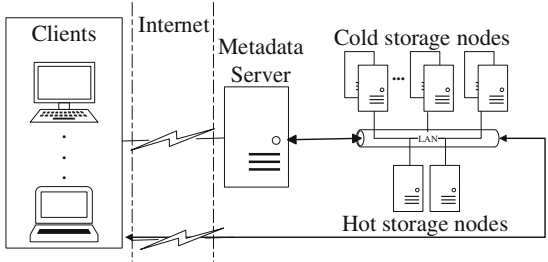 Clients
Internet
Metadata
Server
Cold storage nodes
...
LAN
Hot storage nodes